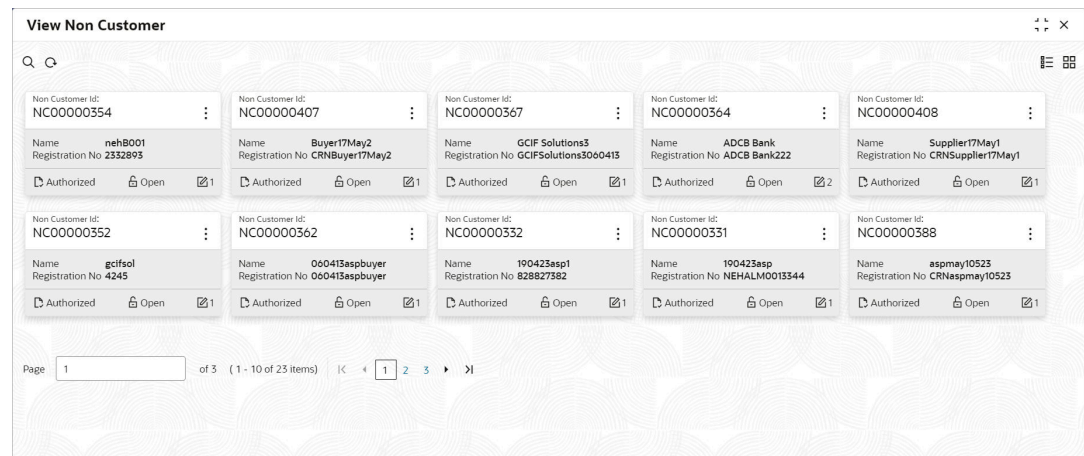 View Non Customer
Non Customer Id:
NC00000354
Name nehB001
Registration No 2332893
Authorized Open 1
Non Customer Id:
NC00000407
Name Buyer17May2
Registration No CRNBuyer17May2
Authorized Open 1
Non Customer Id:
NC00000367
Name GCIF Solutions3
Registration No GCIFSolutions3060413
Authorized Open 1
Non Customer Id:
NC00000364
Name ADCB Bank
Registration No ADCB Bank222
Authorized Open 2
Non Customer Id:
NC00000408
Name Supplier17May1
Registration No CRNSupplier17May1
Authorized Open 1
Non Customer Id:
NC00000352
Name gcifsol
Registration No 4245
Authorized Open 1
Non Customer Id:
NC00000362
Name 060413aspbuyer
Registration No 060413aspbuyer
Authorized Open 1
Non Customer Id:
NC00000332
Name 190423asp1
Registration No 828827382
Authorized Open 1
Non Customer Id:
NC00000331
Name 190423asp
Registration No NEHALM0013344
Authorized Open 1
Non Customer Id:
NC00000388
Name aspmay10523
Registration No CRNaspmay10523
Authorized Open 1
Page 1 of 3 ( 1 - 10 of 23 items) 1 2 3